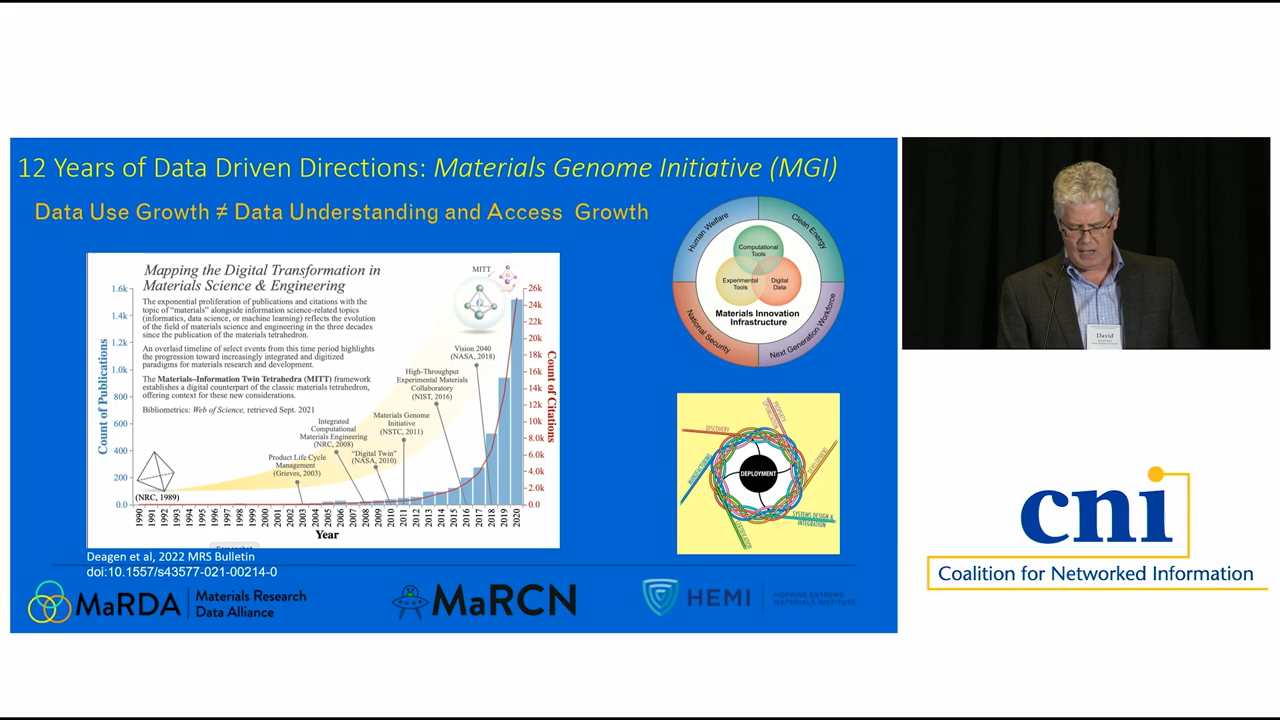 12 Years of Data Driven Directions: Materials Genome Initiative (MGI)
Data Use Growth ≠ Data Understanding and Access Growth
Mapping the Digital Transformation in
Materials Science & Engineering
The exponential proliferation of publications and citations with the
topic of "materials" alongside information science-related topics
(informatics, data science, or machine learning) reflects the evolution
of the field of materials science and engineering in the three decades
since the publication of the materials tetrahedron.
An overlaid timeline of select events from this time period highlights
the progression toward increasingly integrated and digitized
paradigms for materials research and development.
The Materials–Information Twin Tetrahedra (MITT) framework
establishes a digital counterpart of the classic materials tetrahedron,
offering context for these new considerations.
Bibliometrics: Web of Science, retrieved Sept. 2021
MITT
Vision 2040
(NASA, 2018)
High-Throughput
Experimental Materials
Collaboratory
(NIST, 2016)
Materials Genome
Initiative
(NSTC, 2011)
Integrated
Computational
Materials Engineering
(NRC, 2008)
"Digital Twin"
(NASA, 2010)
Product Life Cycle
Management
(Grieves, 2003)
(NRC, 1989)
Count of Publications
1.6k
1.4k
1.2k
1.0k
800
600
400
200
0.0
Count of Citations
26k
24k
22k
20k
18k
16k
14k
12k
10k
8.0k
6.0k
4.0k
2.0k
0.0
1990 1991 1992 1993 1994 1995 1996 1997 1998 1999 2000 2001 2002 2003 2004 2005 2006 2007 2008 2009 2010 2011 2012 2013 2014 2015 2016 2017 2018 2019 2020
Year
Deagen et al, 2022 MRS Bulletin
doi:10.1557/s43577-021-00214-0
Human Welfare
Clean Energy
National Security
Next Generation Workforce
Computational
Tools
Experimental
Tools
Digital
Data
Materials Innovation
Infrastructure
DISCOVERY
DEVELOPMENT
MANUFACTURING
DEPLOYMENT
SYSTEMS DESIGN &
INTEGRATION
CERTIFICATION
MaRDA
Materials Research
Data Alliance
MaRCN
HEMI
HOPKINS EXTREME
MATERIALS INSTITUTE
David
cni
Coalition for Networked Information